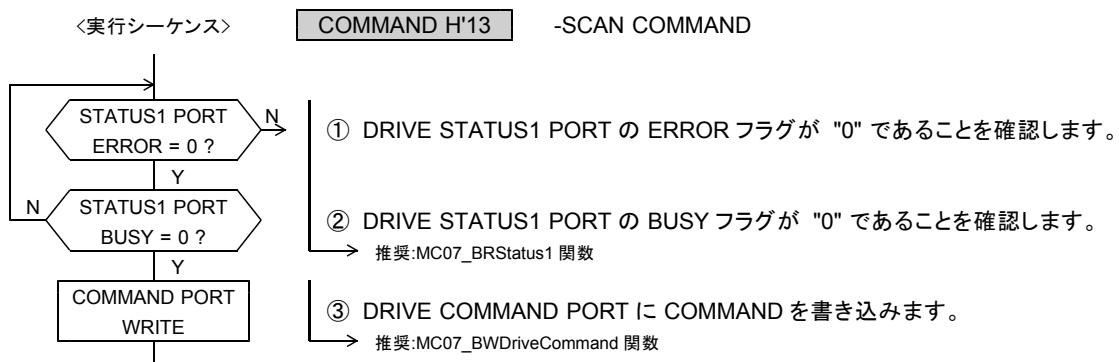 〈実行シーケンス〉 COMMAND H'13 -SCAN COMMAND
STATUS1 PORT
ERROR = 0 ?
N
① DRIVE STATUS1 PORT の ERROR フラグが "0" であることを確認します。
Y
N
STATUS1 PORT
BUSY = 0 ?
② DRIVE STATUS1 PORT の BUSY フラグが "0" であることを確認します。
推奨:MC07_BRStatus1 関数
Y
COMMAND PORT
WRITE
③ DRIVE COMMAND PORT に COMMAND を書き込みます。
推奨:MC07_BWDriveCommand 関数